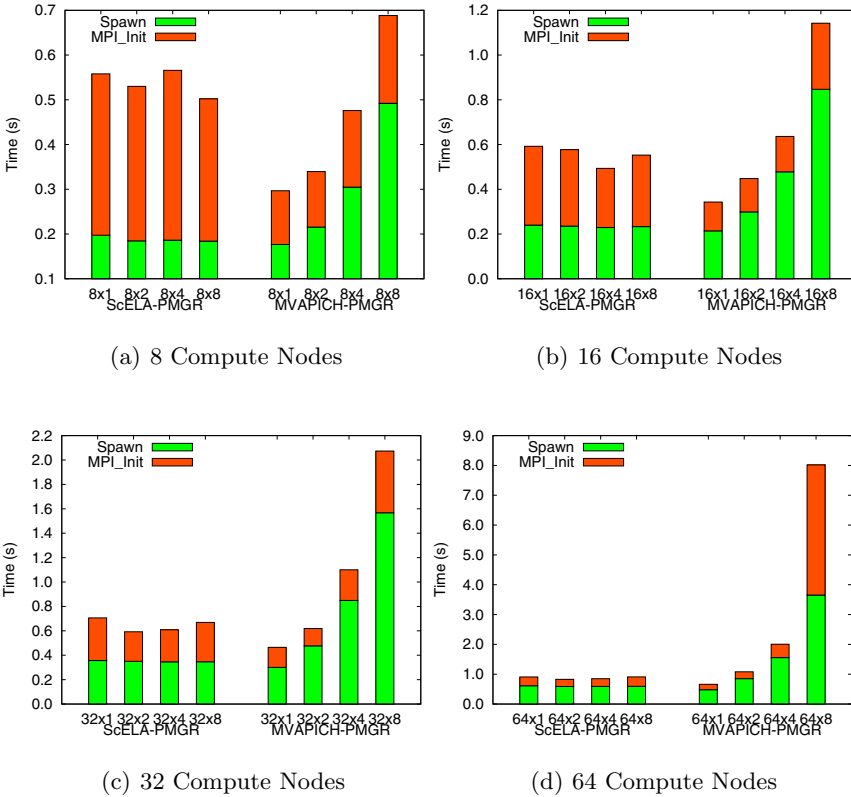 Time (s)
0.7
0.6
0.5
0.4
0.3
0.2
0.1
Spawn
MPI_Init
8x1 8x2 8x4 8x8 8x1 8x2 8x4 8x8
ScELA-PMGR MVAPICH-PMGR
(a) 8 Compute Nodes
Time (s)
1.2
1.0
0.8
0.6
0.4
0.2
0.0
Spawn
MPI_Init
16x1 16x2 16x4 16x8 16x1 16x2 16x4 16x8
ScELA-PMGR MVAPICH-PMGR
(b) 16 Compute Nodes
Time (s)
2.2
2.0
1.8
1.6
1.4
1.2
1.0
0.8
0.6
0.4
0.2
0.0
Spawn
MPI_Init
32x1 32x2 32x4 32x8 32x1 32x2 32x4 32x8
ScELA-PMGR MVAPICH-PMGR
(c) 32 Compute Nodes
Time (s)
9.0
8.0
7.0
6.0
5.0
4.0
3.0
2.0
1.0
0.0
Spawn
MPI_Init
64x1 64x2 64x4 64x8 64x1 64x2 64x4 64x8
ScELA-PMGR MVAPICH-PMGR
(d) 64 Compute Nodes